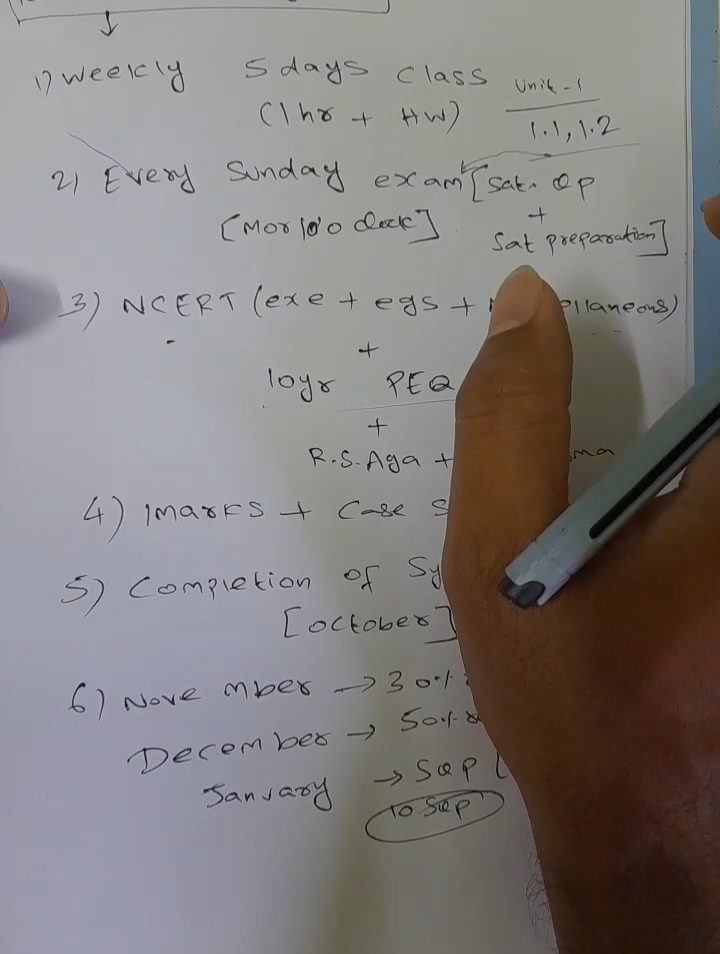 1) Weekly 5 days class Unit-1
(1hr + HW) 1.1, 1.2
2) Every Sunday exam [Sat. QP
+
[Mor 10'o clock] Sat preparation]
3) NCERT (exe + egs +
+
10yr PEQ
+
R.S. Aga +
4) 1marks + Case
5) Completion of
[October]
6) November → 30%
December → 50%
January → SQP
10 SQP